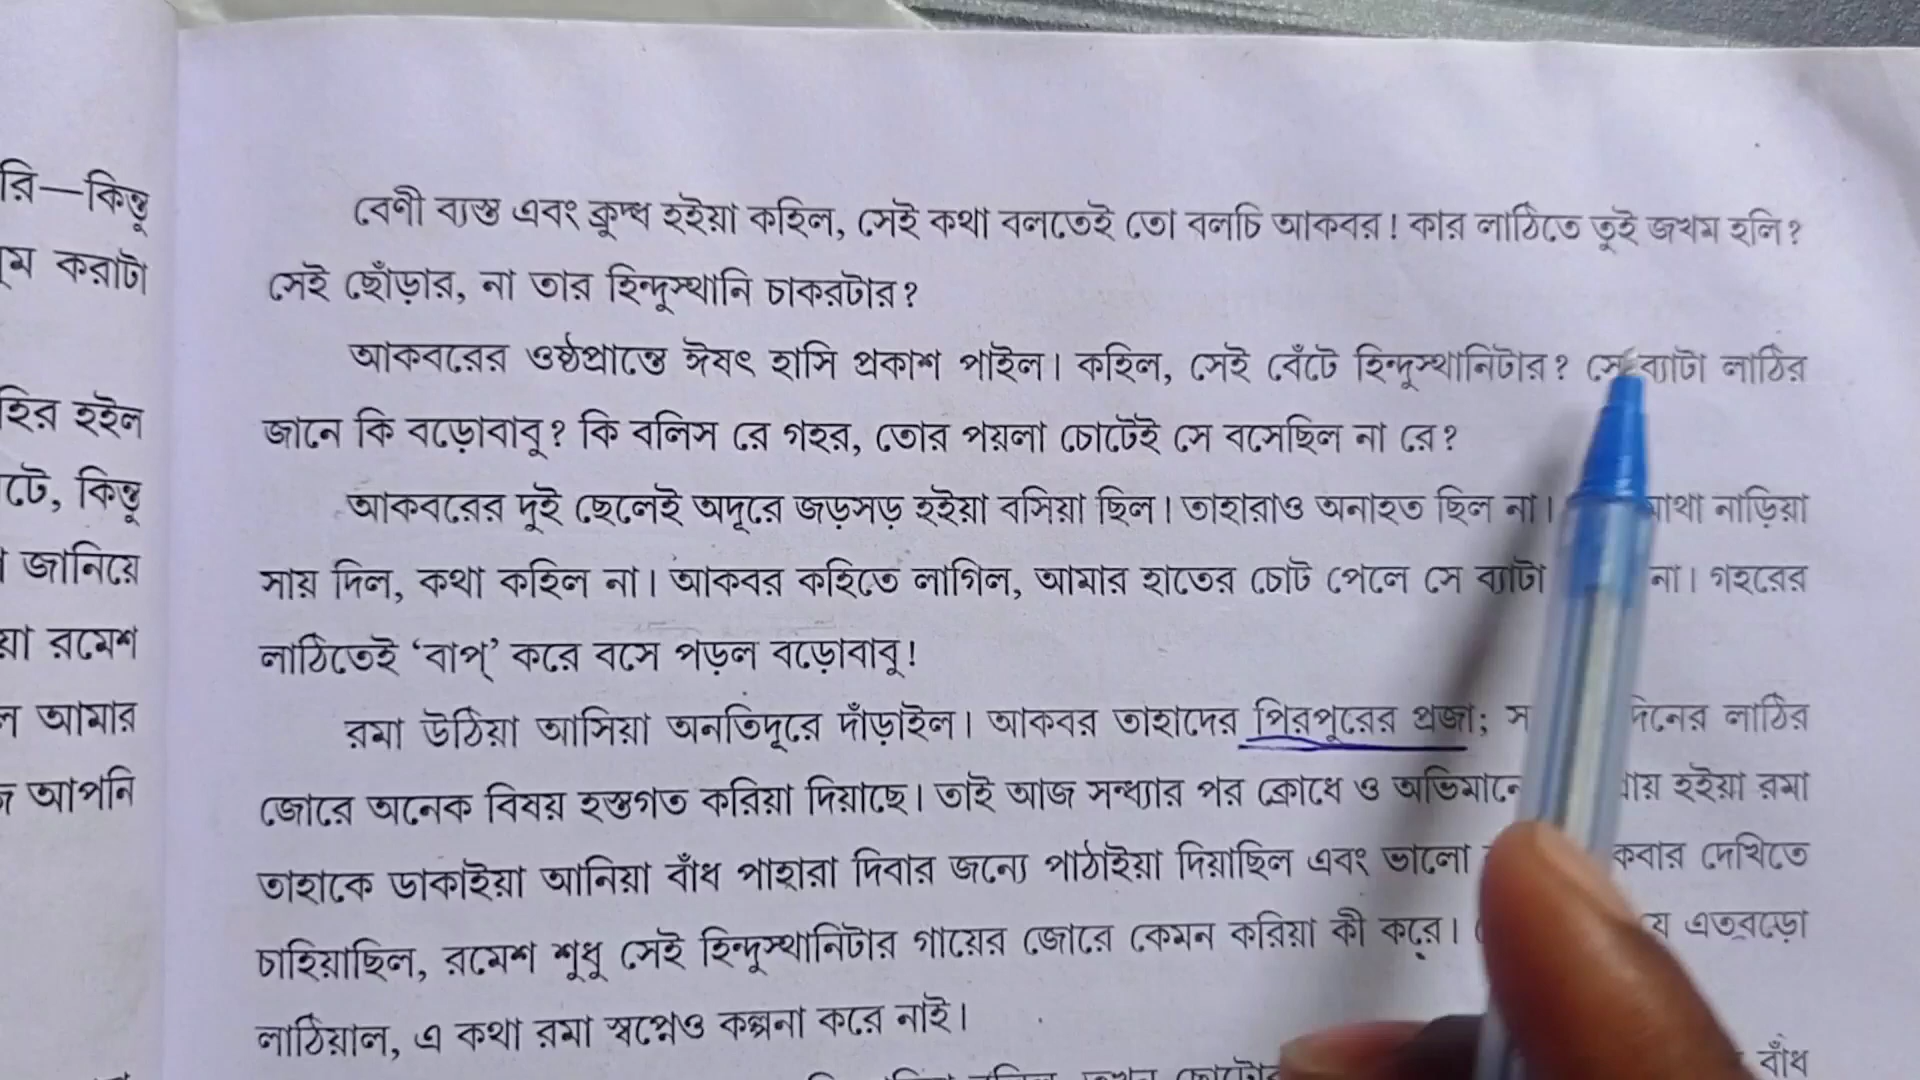 রি—কিন্তু
করাটা
হির হইল
টে, কিন্তু
জানিয়ে
য়া রমেশ
আমার
আপনি
বেণী ব্যস্ত এবং ক্রুদ্ধ হইয়া কহিল, সেই কথা বলতেই তো বলচি আকবর! কার লাঠিতে তুই জখম হলি?
সেই ছোঁড়ার, না তার হিন্দুস্থানি চাকরটার?
আকবরের ওষ্ঠপ্রান্তে ঈষৎ হাসি প্রকাশ পাইল। কহিল, সেই বেঁটে হিন্দুস্থানিটার? সে ব্যাটা লাঠির
জানে কি বড়োবাবু? কি বলিস রে গহর, তোর পয়লা চোটেই সে বসেছিল না রে?
আকবরের দুই ছেলেই অদূরে জড়সড় হইয়া বসিয়া ছিল। তাহারাও অনাহত ছিল না। মাথা নাড়িয়া
সায় দিল, কথা কহিল না। আকবর কহিতে লাগিল, আমার হাতের চোট পেলে সে ব্যাটা না। গহরের
লাঠিতেই ‘বাপ্’ করে বসে পড়ল বড়োবাবু!
রমা উঠিয়া আসিয়া অনতিদূরে দাঁড়াইল। আকবর তাহাদের পিরপুরের প্রজা; দিনের লাঠির
জোরে অনেক বিষয় হস্তগত করিয়া দিয়াছে। তাই আজ সন্ধ্যার পর ক্রোধে ও অভিমানে হইয়া রমা
তাহাকে ডাকাইয়া আনিয়া বাঁধ পাহারা দিবার জন্যে পাঠাইয়া দিয়াছিল এবং ভালো কবার দেখিতে
চাহিয়াছিল, রমেশ শুধু সেই হিন্দুস্থানিটার গায়ের জোরে কেমন করিয়া কী করে। এতবড়ো
লাঠিয়াল, এ কথা রমা স্বপ্নেও কল্পনা করে নাই।
বাঁধ